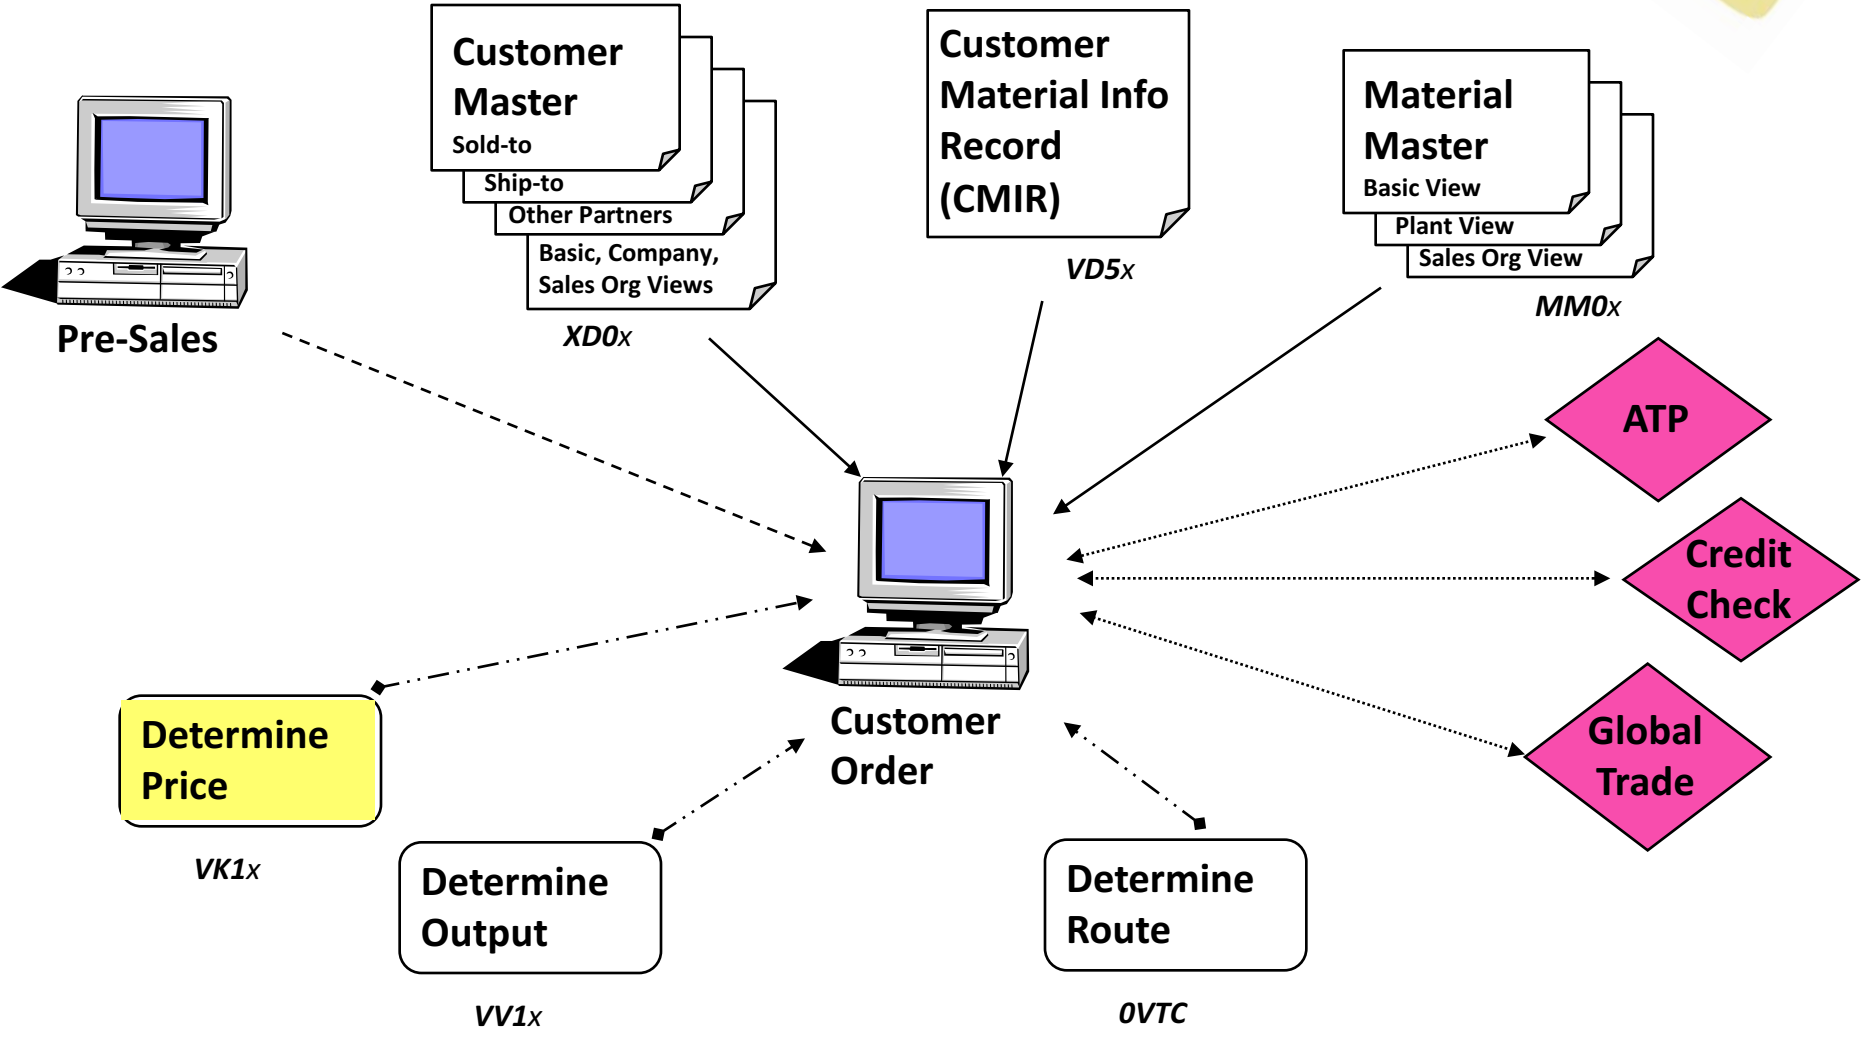 Customer
Master
Sold-to
Ship-to
Other Partners
Basic, Company,
Sales Org Views
XD0x
Customer
Material Info
Record
(CMIR)
VD5x
Material
Master
Basic View
Plant View
Sales Org View
MM0x
Pre-Sales
ATP
Credit
Check
Global
Trade
Customer
Order
Determine
Price
VK1x
Determine
Output
VV1x
Determine
Route
0VTC